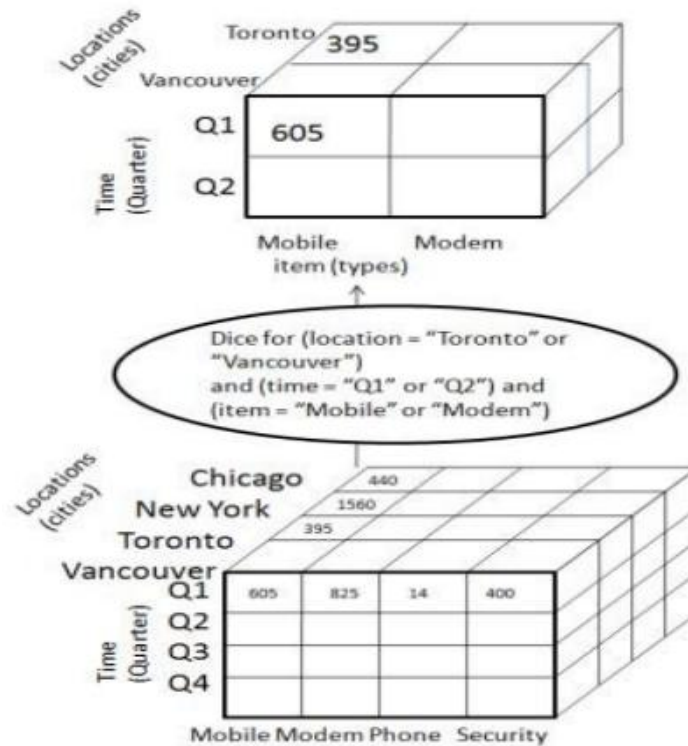 Locations
(cities)
Toronto
395
Vancouver
Time
(Quarter)
Q1
605
Q2
Mobile Modem
item (types)
Dice for (location = “Toronto” or
“Vancouver”)
and (time = “Q1” or “Q2”) and
(item = “Mobile” or “Modem”)
Locations
(cities)
Chicago 440
New York 1560
Toronto 395
Vancouver
Time
(Quarter)
Q1 605 825 14 400
Q2
Q3
Q4
Mobile Modem Phone Security